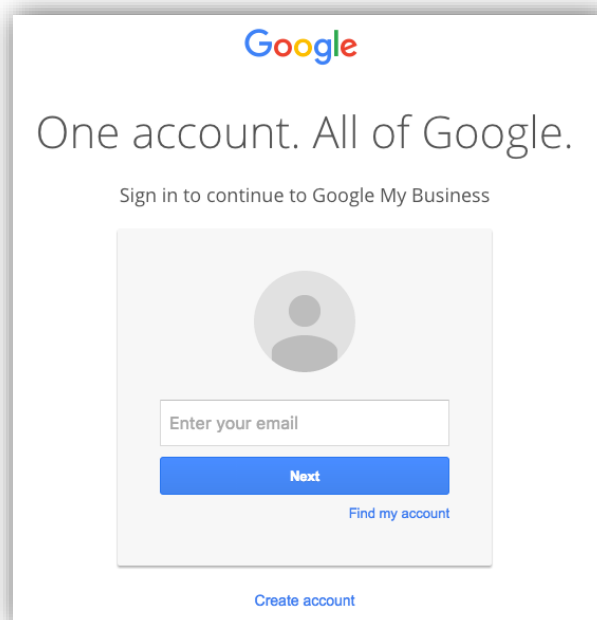 Google
One account. All of Google.
Sign in to continue to Google My Business
Enter your email
Next
Find my account
Create account